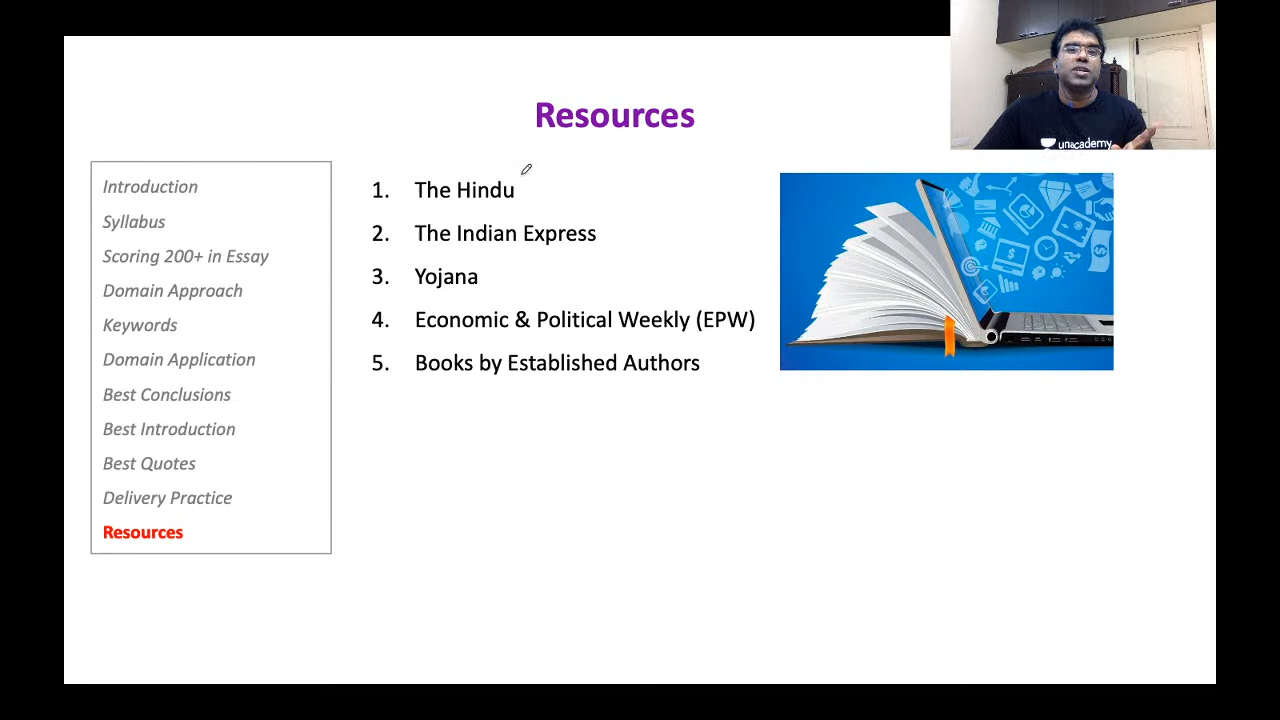 Resources
unacademy
Introduction
Syllabus
Scoring 200+ in Essay
Domain Approach
Keywords
Domain Application
Best Conclusions
Best Introduction
Best Quotes
Delivery Practice
Resources
1. The Hindu
2. The Indian Express
3. Yojana
4. Economic & Political Weekly (EPW)
5. Books by Established Authors